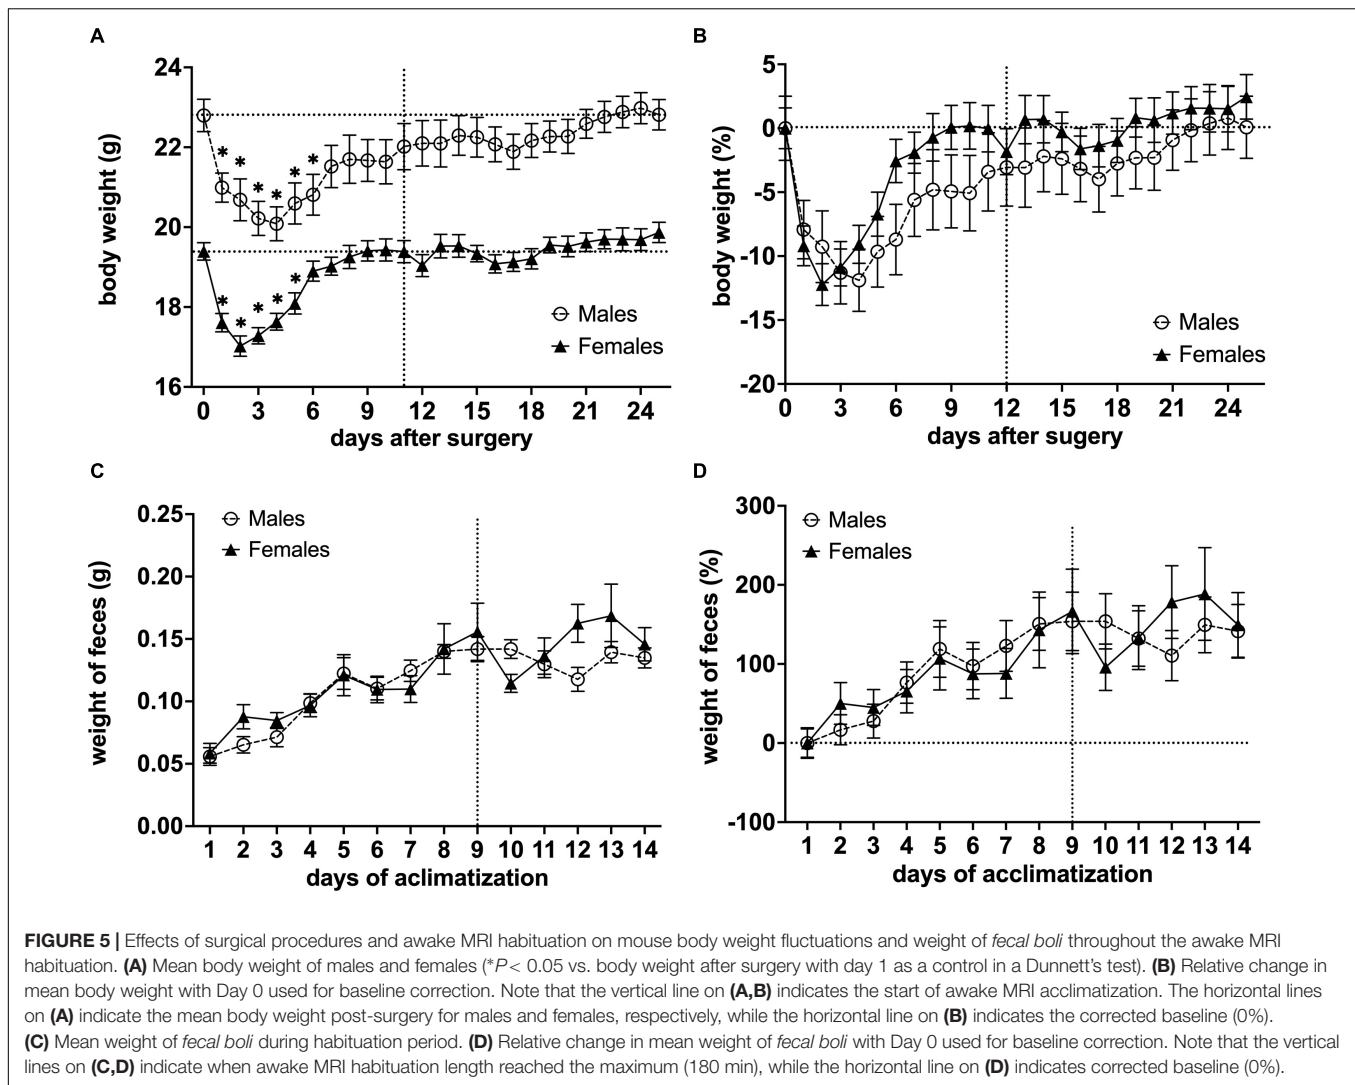 A
24
22
20
18
16
body weight (g)
* * * * * *
* * * * *
Males
Females
0 3 6 9 12 15 18 21 24
days after surgery
B
5
0
-5
-10
-15
-20
body weight (%)
Males
Females
0 3 6 9 12 15 18 21 24
days after sugery
C
0.25
0.20
0.15
0.10
0.05
0.00
weight of feces (g)
Males
Females
1 2 3 4 5 6 7 8 9 10 11 12 13 14
days of aclimatization
D
300
200
100
0
-100
weight of feces (%)
Males
Females
1 2 3 4 5 6 7 8 9 10 11 12 13 14
days of acclimatization
FIGURE 5 | Effects of surgical procedures and awake MRI habituation on mouse body weight fluctuations and weight of fecal boli throughout the awake MRI
habituation. (A) Mean body weight of males and females (*P< 0.05 vs. body weight after surgery with day 1 as a control in a Dunnett's test). (B) Relative change in
mean body weight with Day 0 used for baseline correction. Note that the vertical line on (A,B) indicates the start of awake MRI acclimatization. The horizontal lines
on (A) indicate the mean body weight post-surgery for males and females, respectively, while the horizontal line on (B) indicates the corrected baseline (0%).
(C) Mean weight of fecal boli during habituation period. (D) Relative change in mean weight of fecal boli with Day 0 used for baseline correction. Note that the vertical
lines on (C,D) indicate when awake MRI habituation length reached the maximum (180 min), while the horizontal line on (D) indicates corrected baseline (0%).